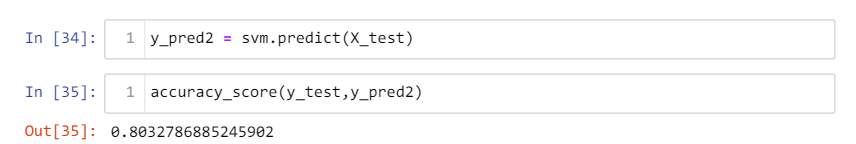 In [34]: 1 y_pred2 = svm.predict(X_test)
In [35]: 1 accuracy_score(y_test,y_pred2)
Out[35]: 0.8032786885245902